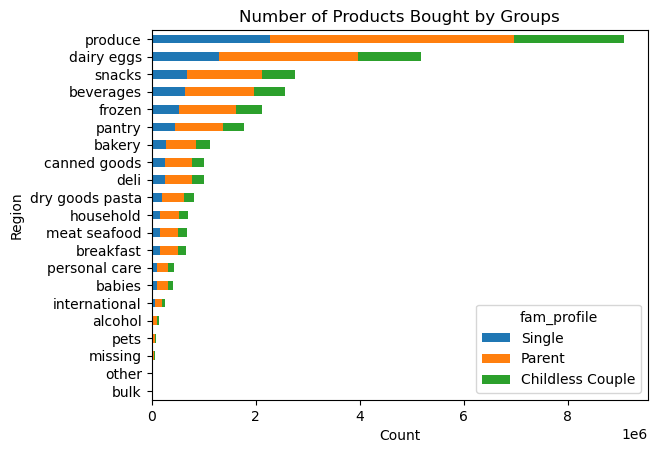 Number of Products Bought by Groups
Region
produce
dairy eggs
snacks
beverages
frozen
pantry
bakery
canned goods
deli
dry goods pasta
household
meat seafood
breakfast
personal care
babies
international
alcohol
pets
missing
other
bulk
fam_profile
Single
Parent
Childless Couple
0 2 4 6 8
1e6
Count